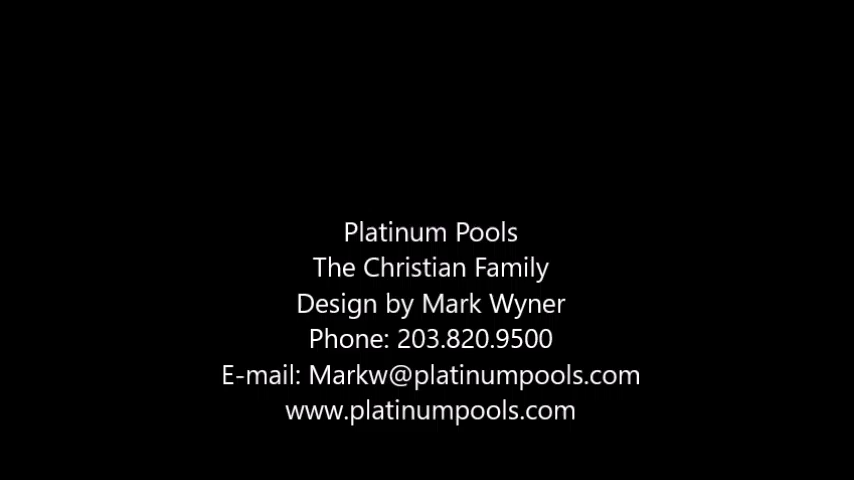 Platinum Pools
The Christian Family
Design by Mark Wyner
Phone: 203.820.9500
E-mail: Markw@platinumpools.com
www.platinumpools.com